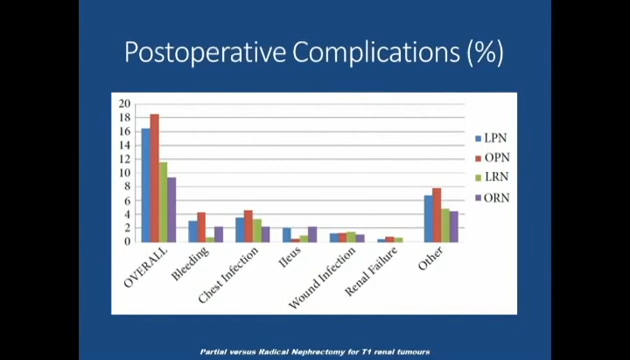 Postoperative Complications (%)
20
18
16
14
12
10
8
6
4
2
0
OVERALL
Bleeding
Chest Infection
Ileus
Wound Infection
Renal Failure
Other
LPN
OPN
LRN
ORN
Partial versus Radical Nephrectomy for T1 renal tumours